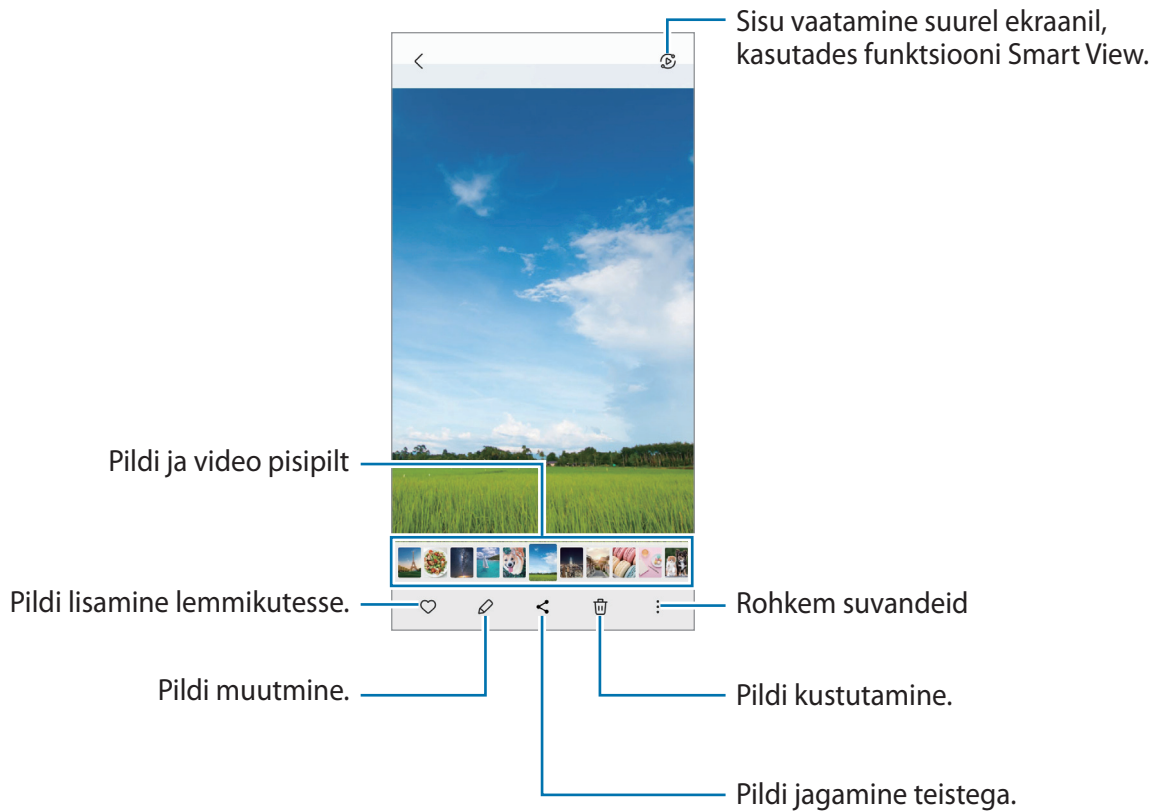 Sisu vaatamine suurel ekraanil,
kasutades funktsiooni Smart View.
Pildi ja video pisipilt
Pildi lisamine lemmikutesse.
Rohkem suvandeid
Pildi muutmine.
Pildi kustutamine.
Pildi jagamine teistega.